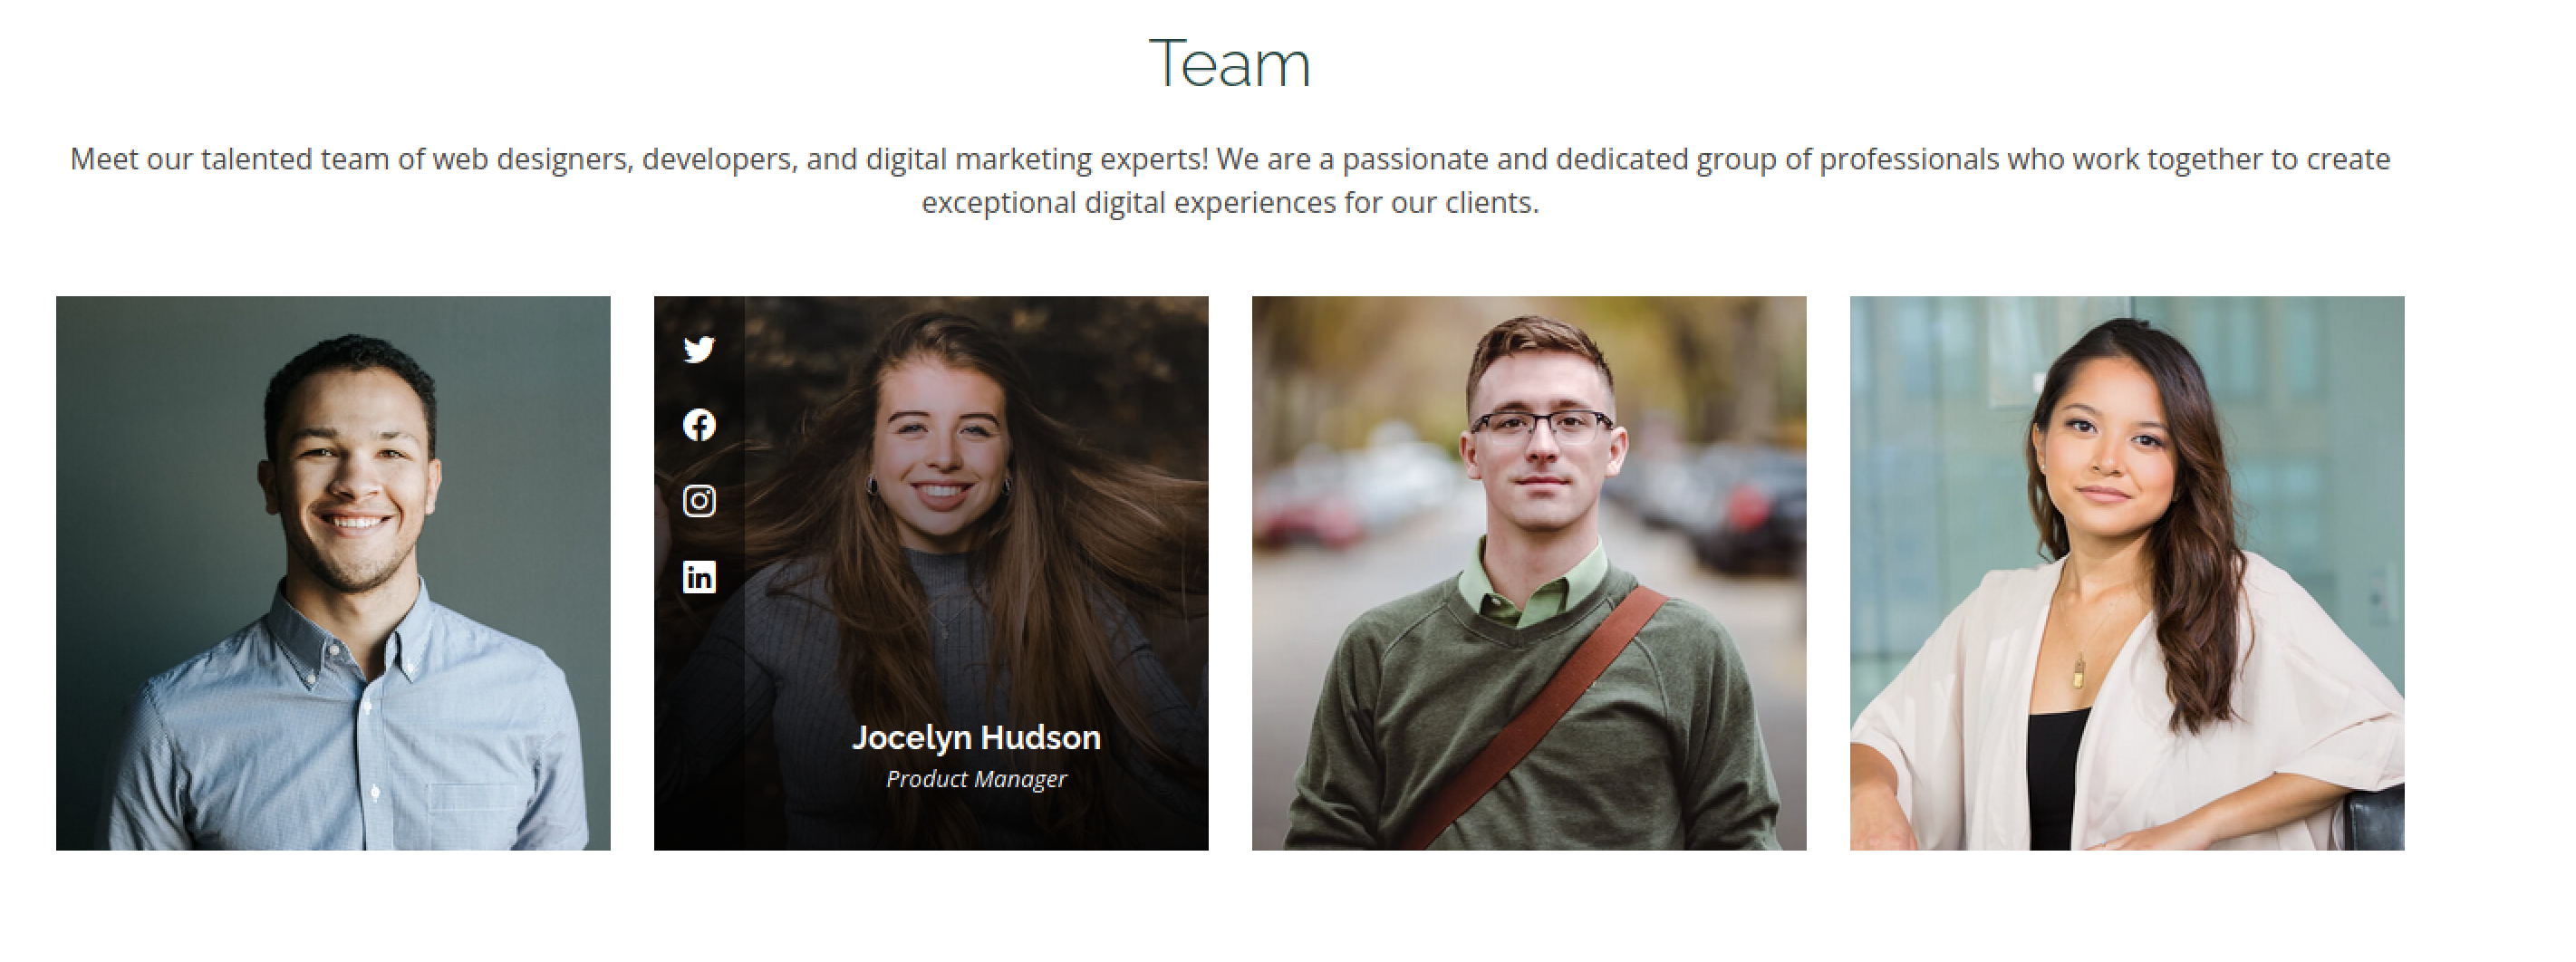 Team
Meet our talented team of web designers, developers, and digital marketing experts! We are a passionate and dedicated group of professionals who work together to create
exceptional digital experiences for our clients.
in
Jocelyn Hudson
Product Manager